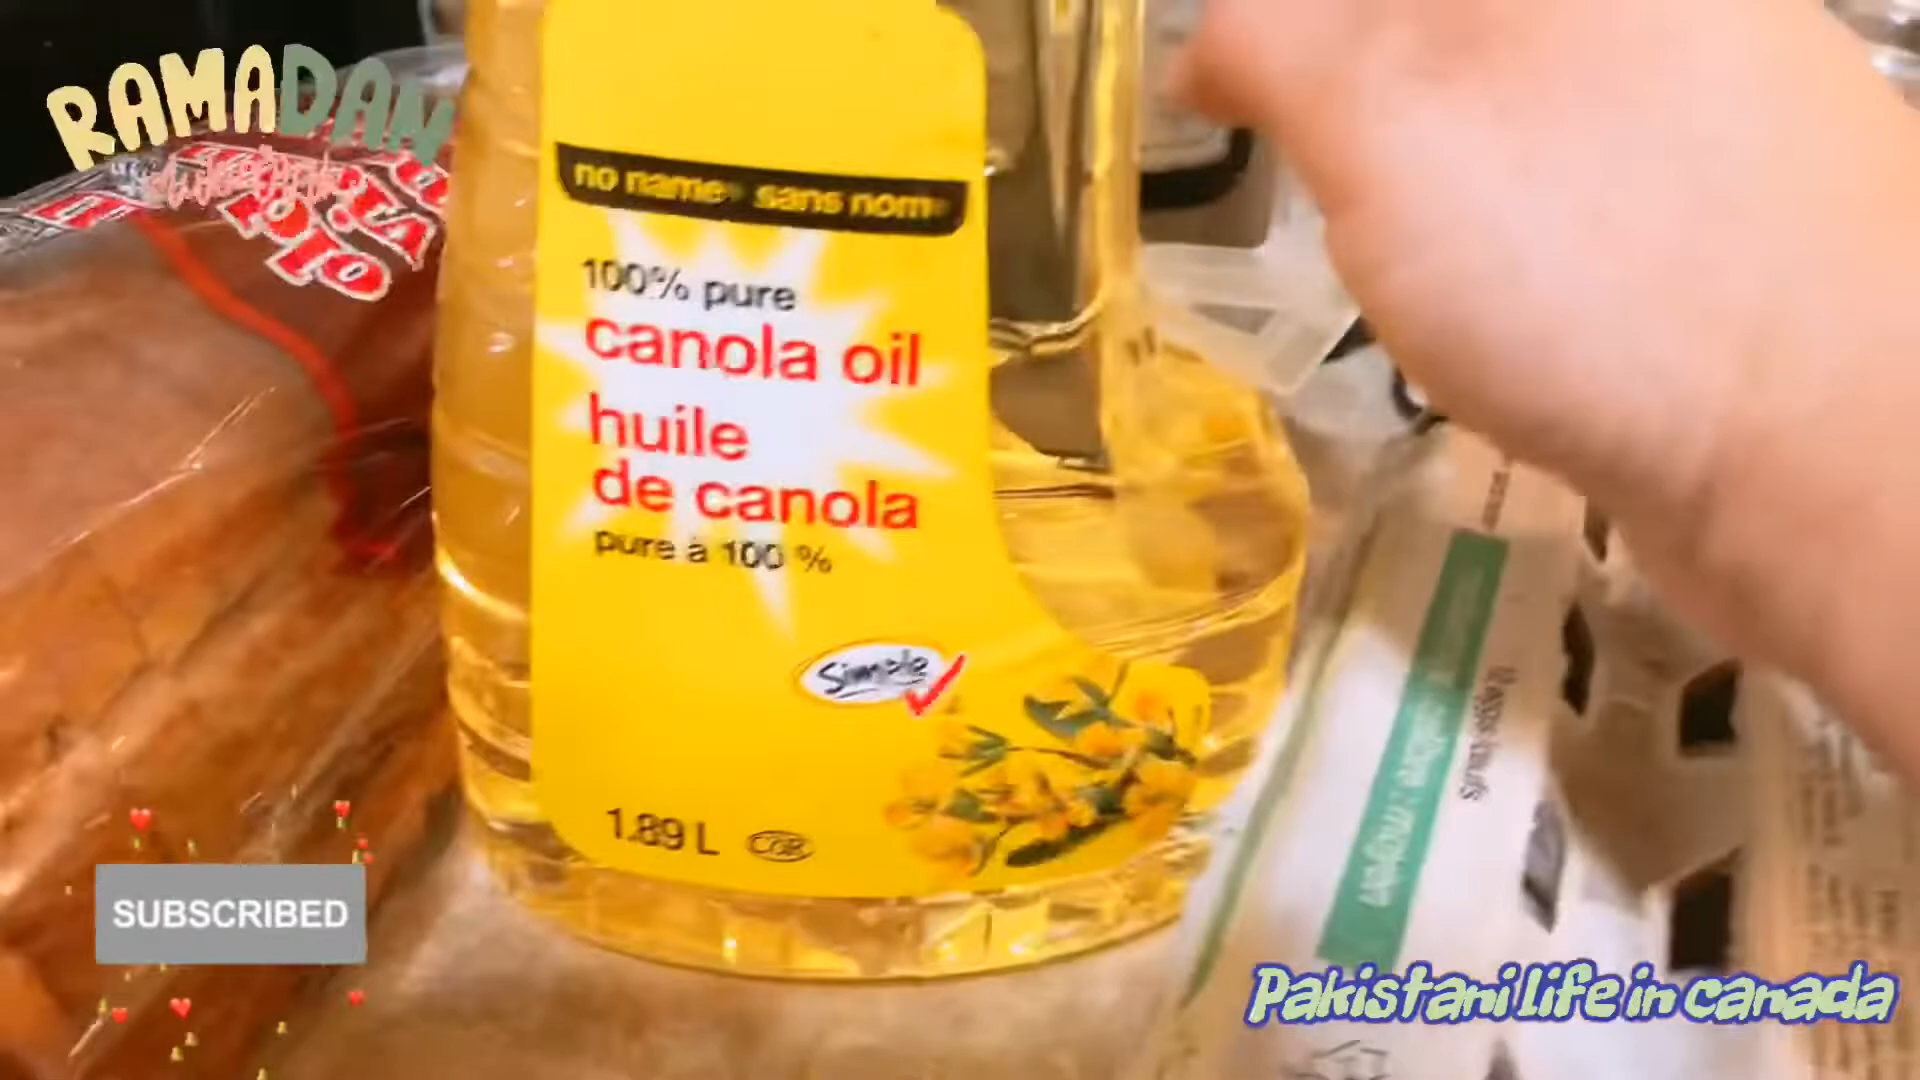 RAMADAN
no name sans nom
100% pure
canola oil
huile
de canola
pure à 100 %
Simple
1.89 L
COR
SUBSCRIBED
Pakistani life in canada